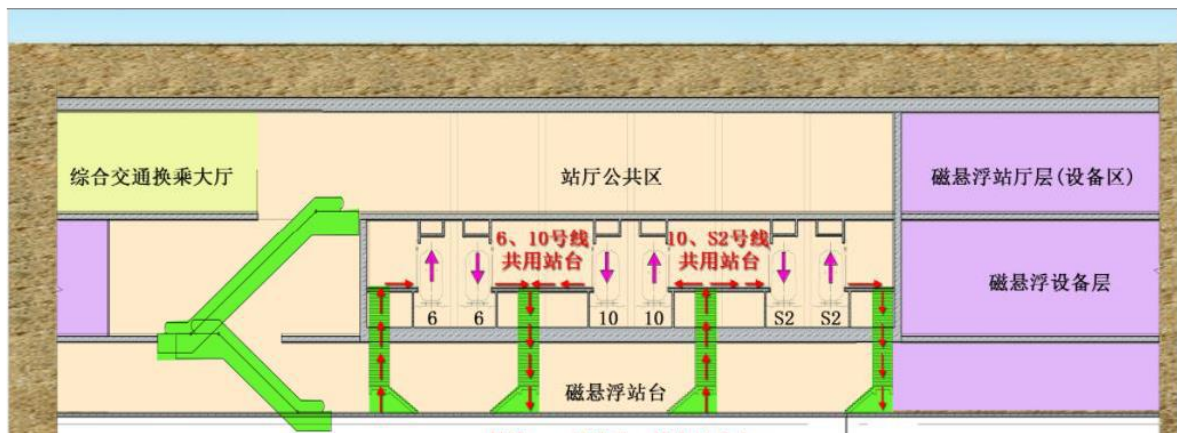 综合交通换乘大厅
站厅公共区
磁悬浮站厅层(设备区)
6、10号线
共用站台
10、S2号线
共用站台
磁悬浮设备层
6
6
10
10
S2
S2
磁悬浮站台